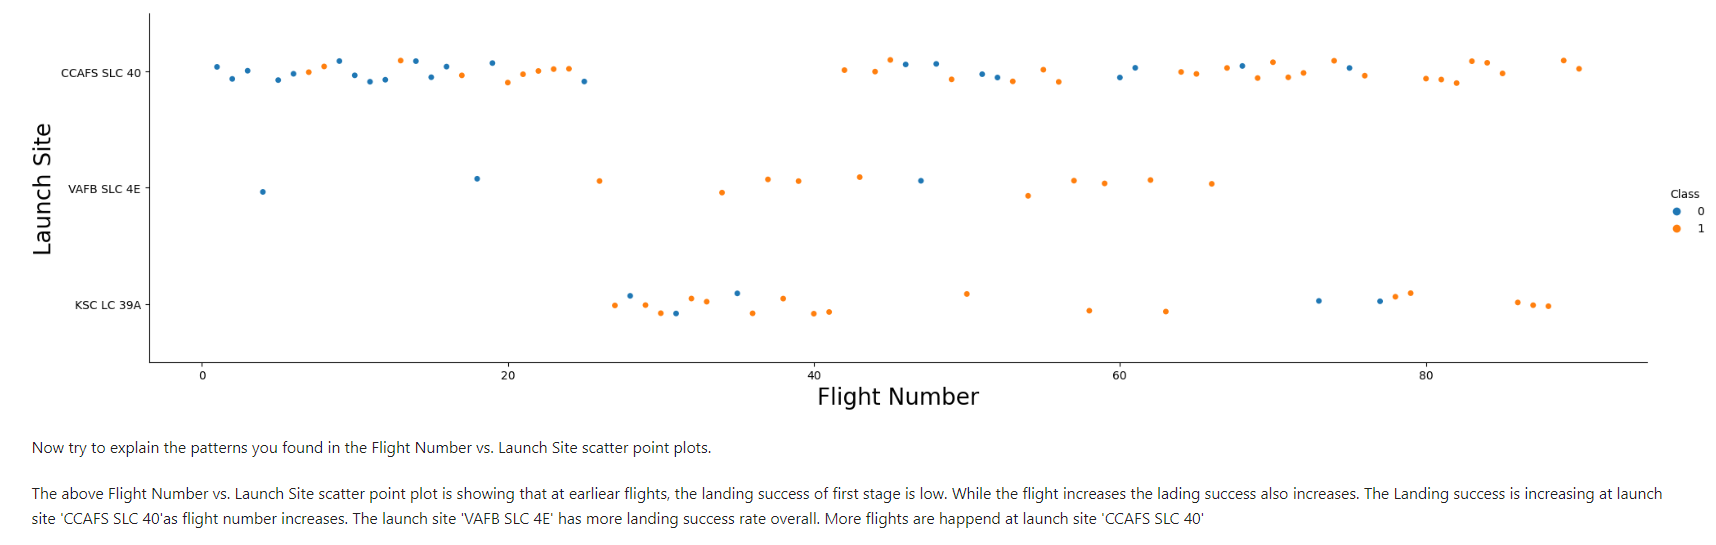 CCAFS SLC 40
VAFB SLC 4E
KSC LC 39A
Launch Site
0
20
40
60
80
Flight Number
Class
0
1
Now try to explain the patterns you found in the Flight Number vs. Launch Site scatter point plots.
The above Flight Number vs. Launch Site scatter point plot is showing that at earliear flights, the landing success of first stage is low. While the flight increases the lading success also increases. The Landing success is increasing at launch
site 'CCAFS SLC 40'as flight number increases. The launch site 'VAFB SLC 4E' has more landing success rate overall. More flights are happend at launch site 'CCAFS SLC 40'